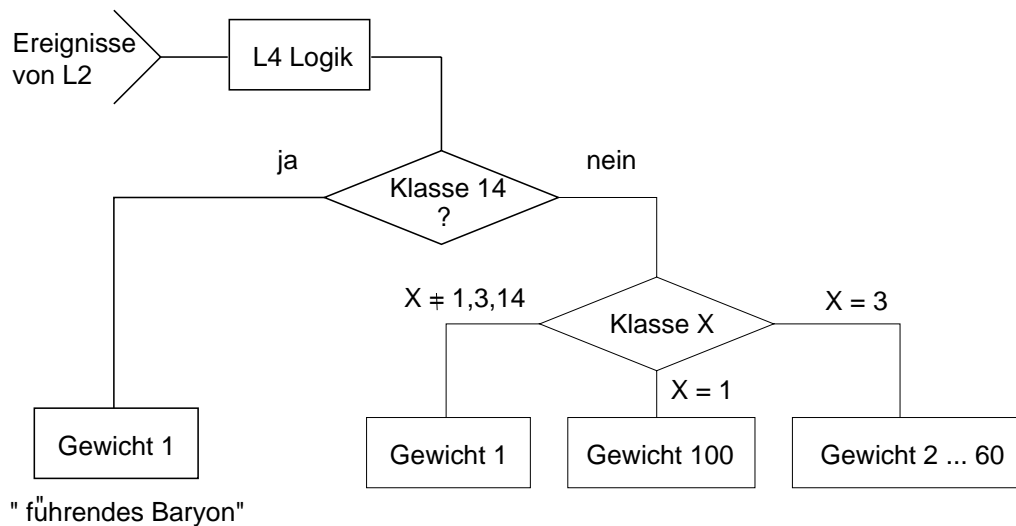 Ereignisse
von L2
L4 Logik
ja
nein
Klasse 14
?
X ≠ 1,3,14
X = 3
Klasse X
X = 1
Gewicht 1
Gewicht 1
Gewicht 100
Gewicht 2 ... 60
" führendes Baryon"